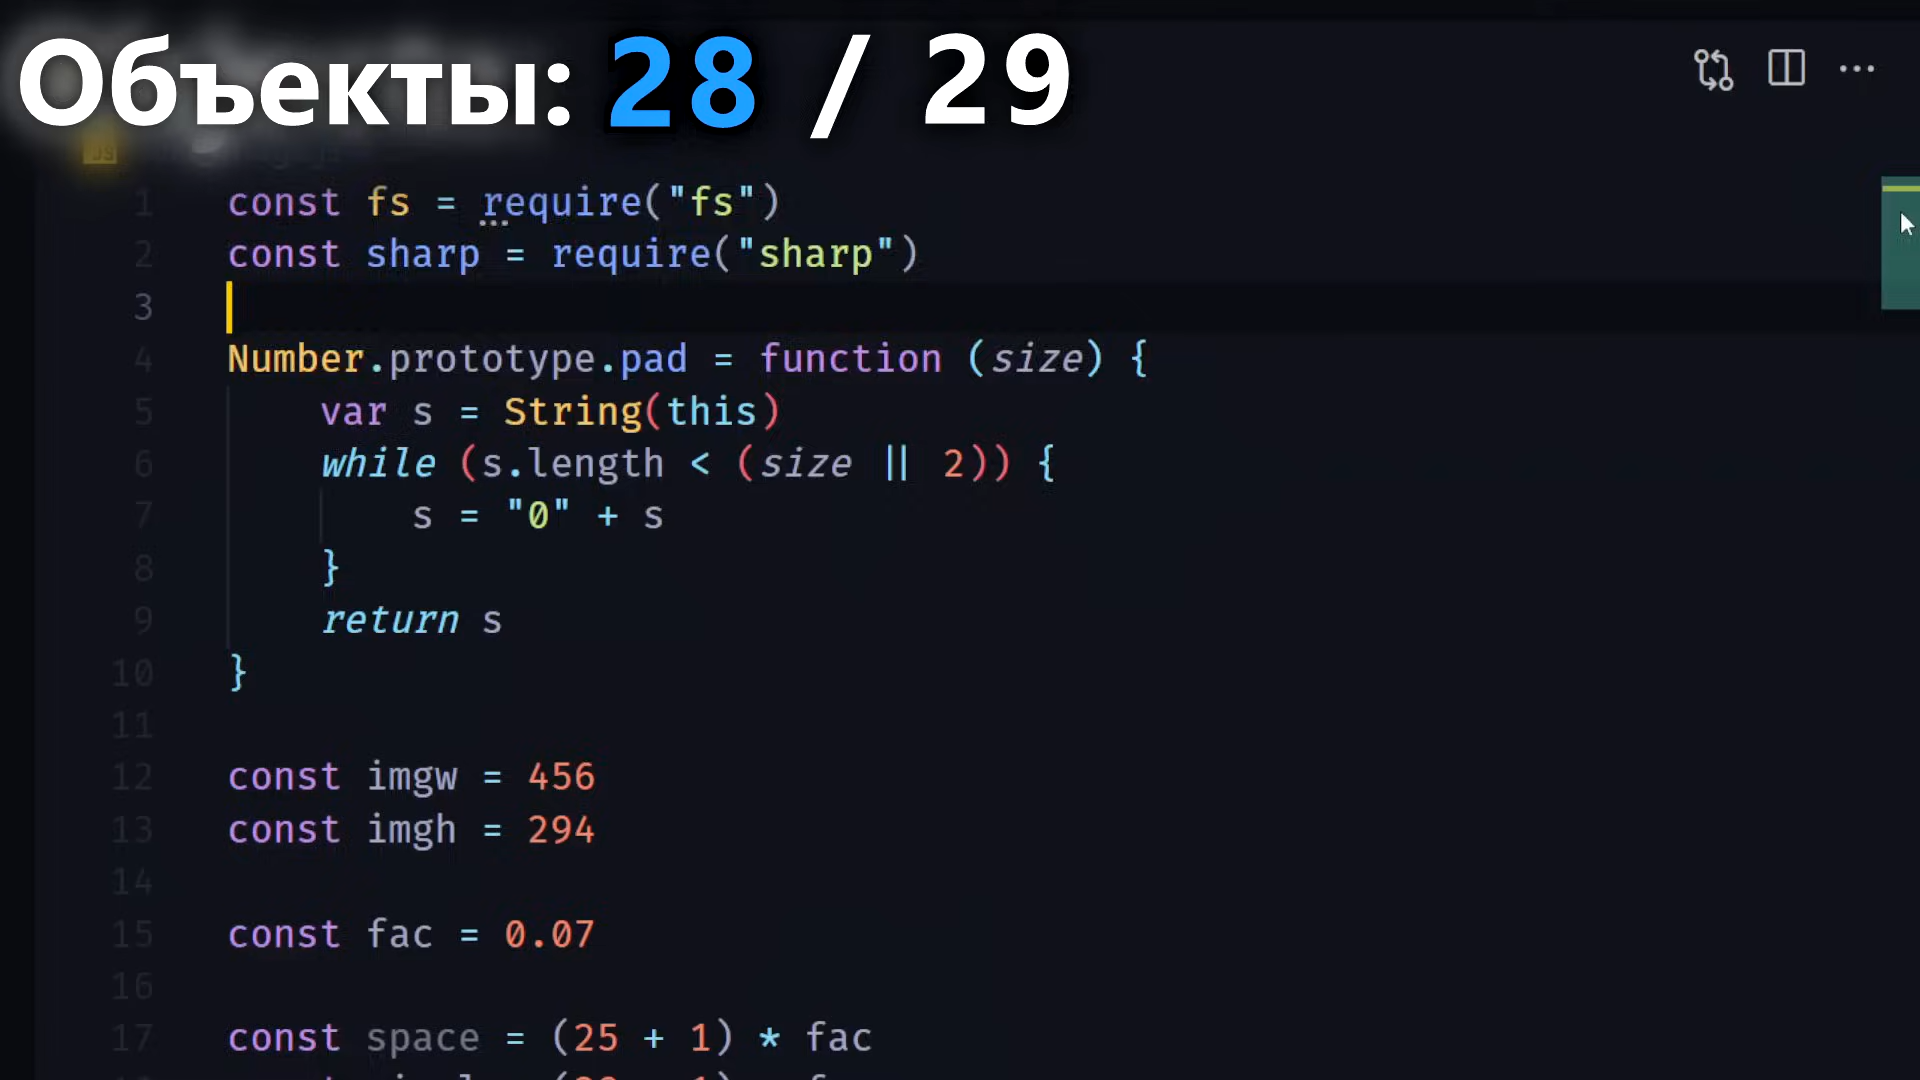 Объекты: 28 / 29
JS
1 const fs = require("fs")
2 const sharp = require("sharp")
3
4 Number.prototype.pad = function (size) {
5 var s = String(this)
6 while (s.length < (size || 2)) {
7 s = "0" + s
8 }
9 return s
10 }
11
12 const imgw = 456
13 const imgh = 294
14
15 const fac = 0.07
16
17 const space = (25 + 1) * fac